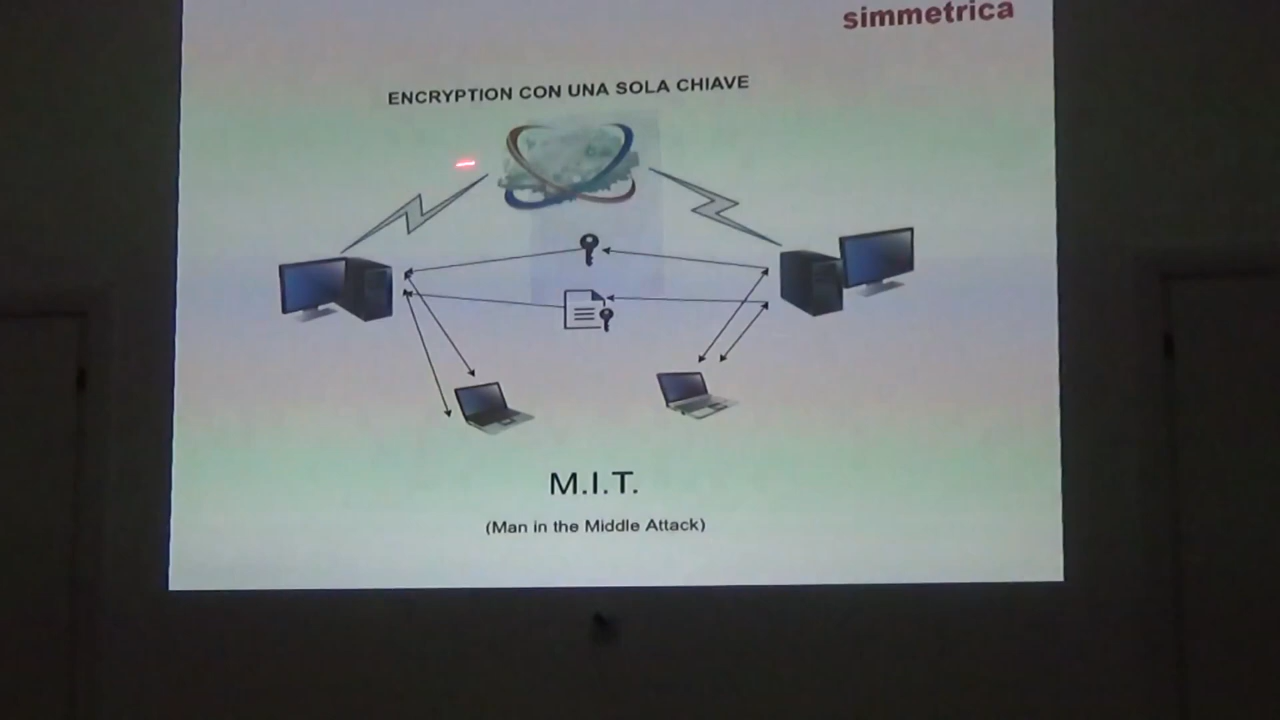 simmetrica
ENCRYPTION CON UNA SOLA CHIAVE
M.I.T.
(Man in the Middle Attack)